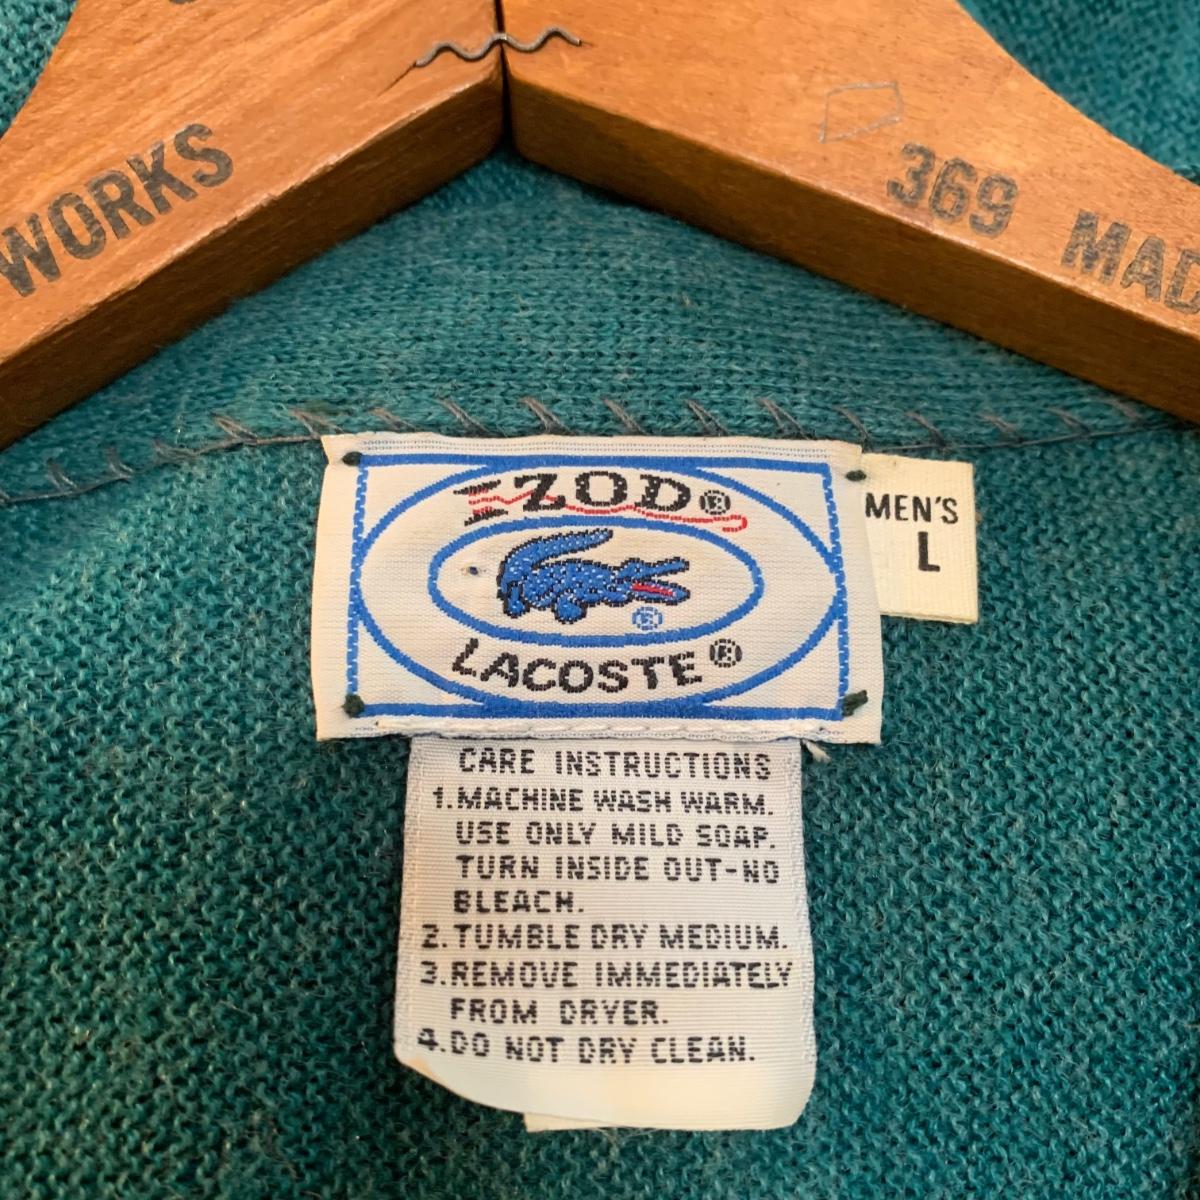 WORKS
369 MAD
IZOD®
®
LACOSTE®
MEN'S
L
CARE INSTRUCTIONS
1. MACHINE WASH WARM.
USE ONLY MILD SOAP.
TURN INSIDE OUT-NO
BLEACH.
2. TUMBLE DRY MEDIUM.
3. REMOVE IMMEDIATELY
FROM DRYER.
4. DO NOT DRY CLEAN.